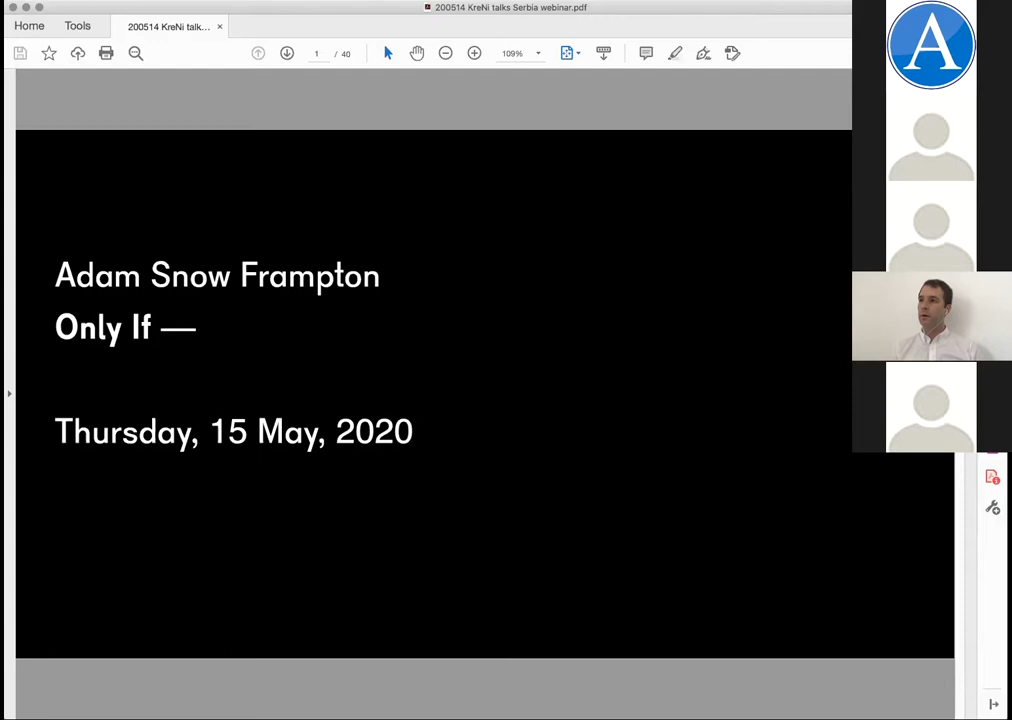 200514 KreNi talks Serbia webinar.pdf
Home Tools 200514 KreNi talk... ×
1 / 40 109%
A
Adam Snow Frampton
Only If —
Thursday, 15 May, 2020